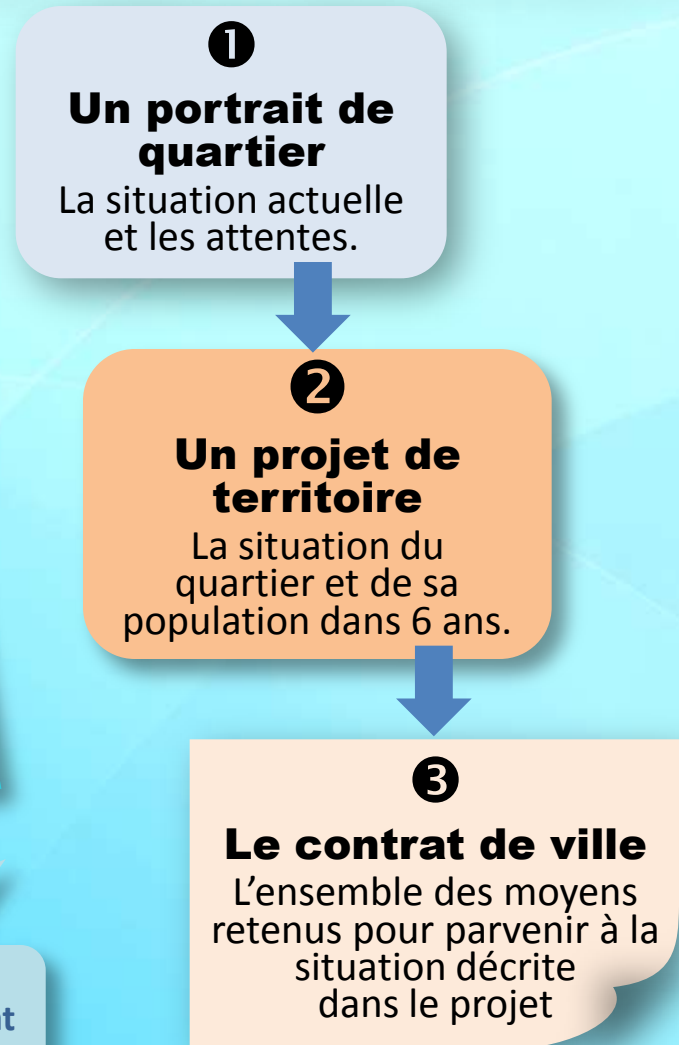 ❶
Un portrait de
quartier
La situation actuelle
et les attentes.
❷
Un projet de
territoire
La situation du
quartier et de sa
population dans 6 ans.
❸
Le contrat de ville
L'ensemble des moyens
retenus pour parvenir à la
situation décrite
dans le projet